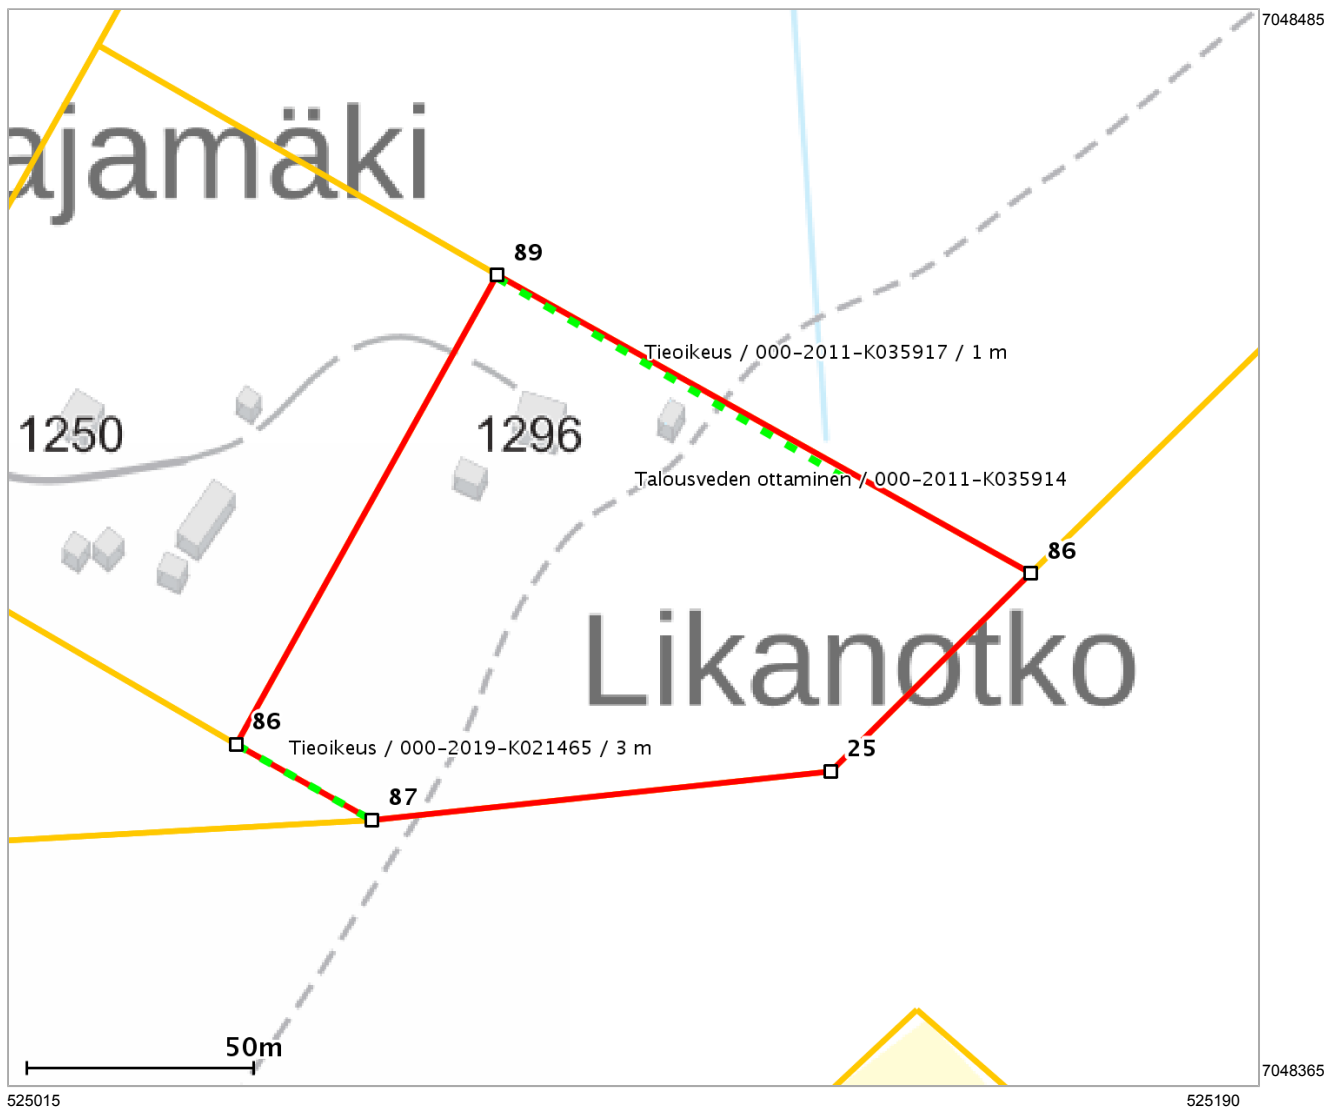 7048485
ajamäki
89
Tieoikeus / 000-2011-K035917 / 1 m
1250
1296
Talousveden ottaminen / 000-2011-K035914
86
Likanotko
86
Tieoikeus / 000-2019-K021465 / 3 m
25
87
50m
7048365
525015
525190